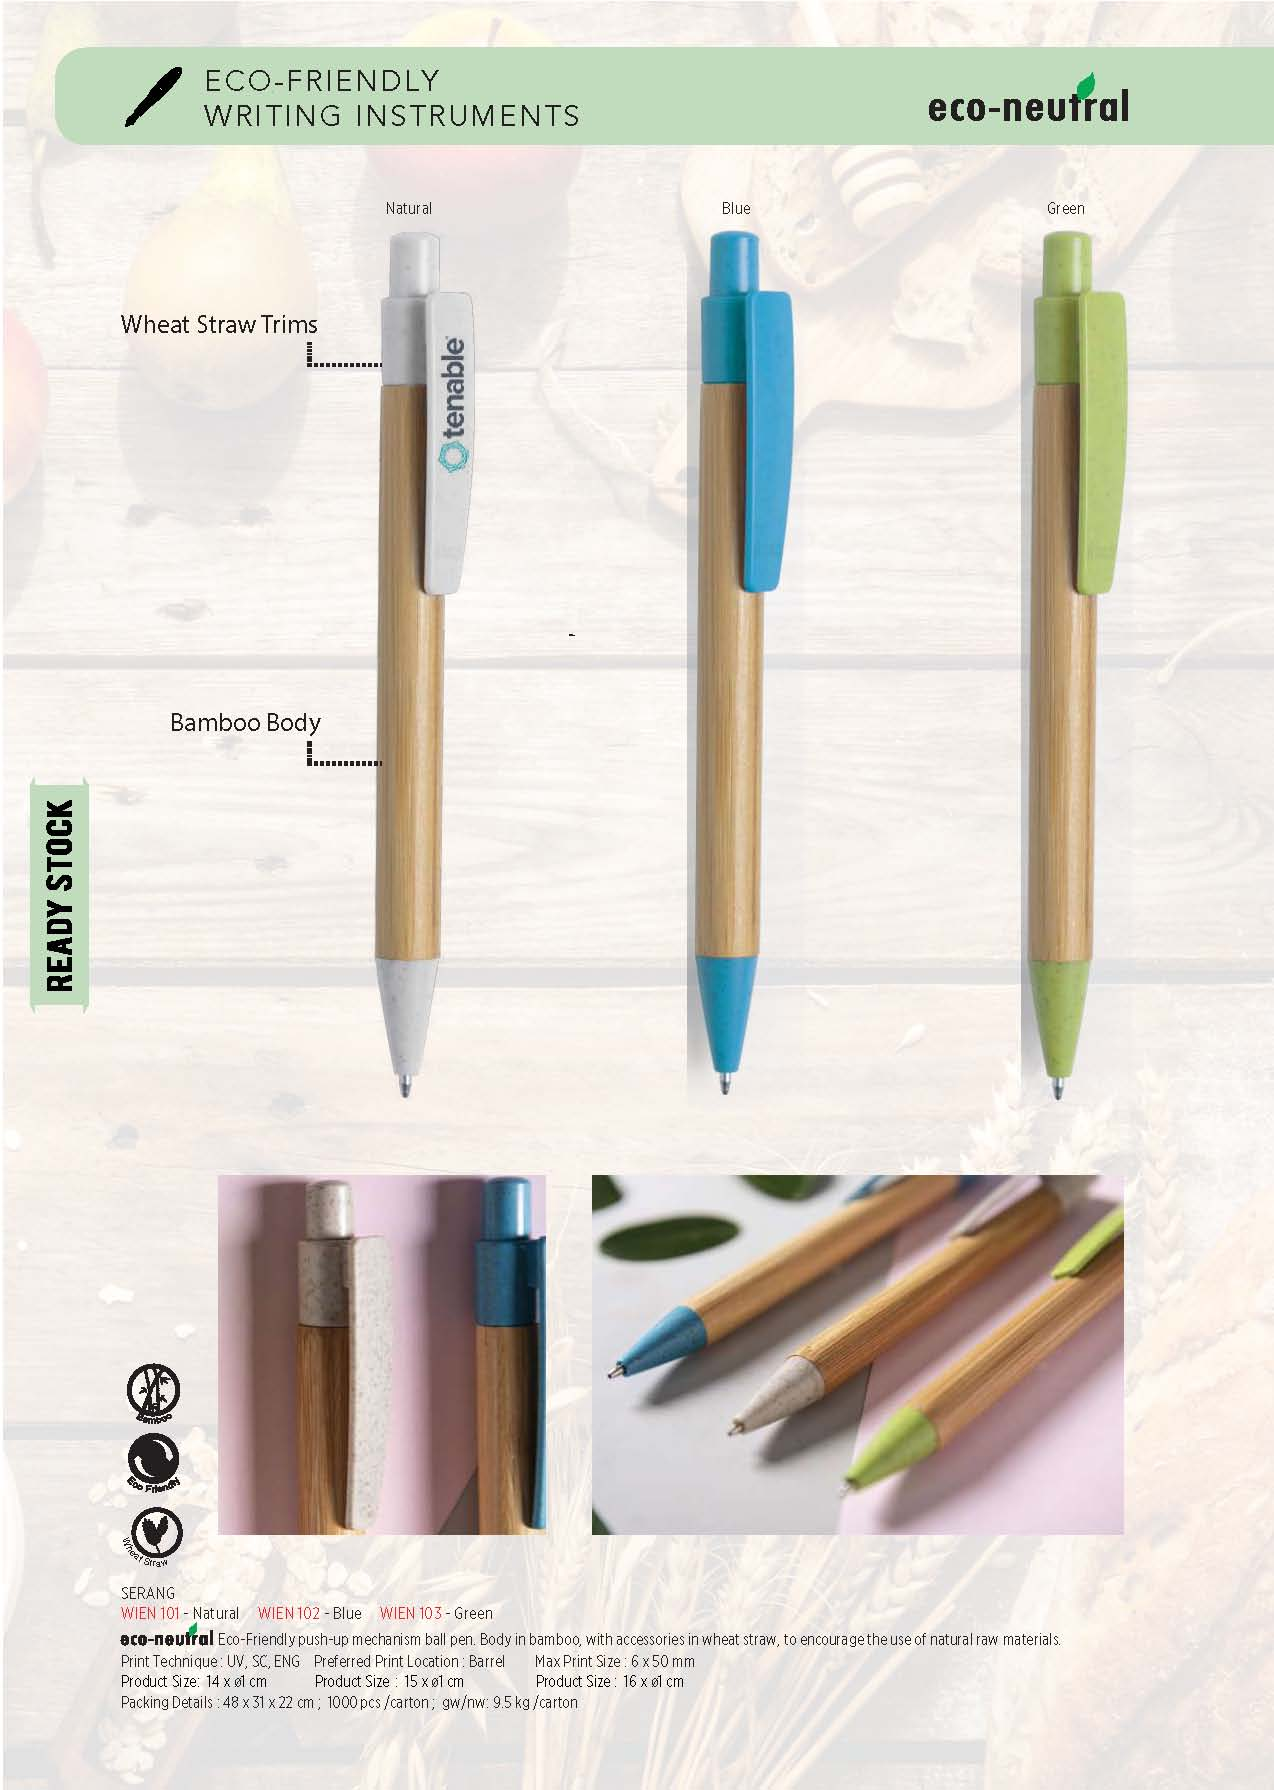 ECO-FRIENDLY
WRITING INSTRUMENTS
eco-neutral
Natural
Blue
Green
Wheat Straw Trims
tenable
Bamboo Body
READY STOCK
Bamboo
Eco Friendly
Wheat Straw
SERANG
WIEN 101 - Natural WIEN 102 - Blue WIEN 103 - Green
eco-neutral Eco-Friendly push-up mechanism ball pen. Body in bamboo, with accessories in wheat straw, to encourage the use of natural raw materials.
Print Technique : UV, SC, ENG Preferred Print Location : Barrel Max Print Size : 6 x 50 mm
Product Size: 14 x ø1 cm Product Size : 15 x ø1 cm Product Size : 16 x ø1 cm
Packing Details : 48 x 31 x 22 cm ; 1000 pcs /carton ; gw/nw: 9.5 kg /carton